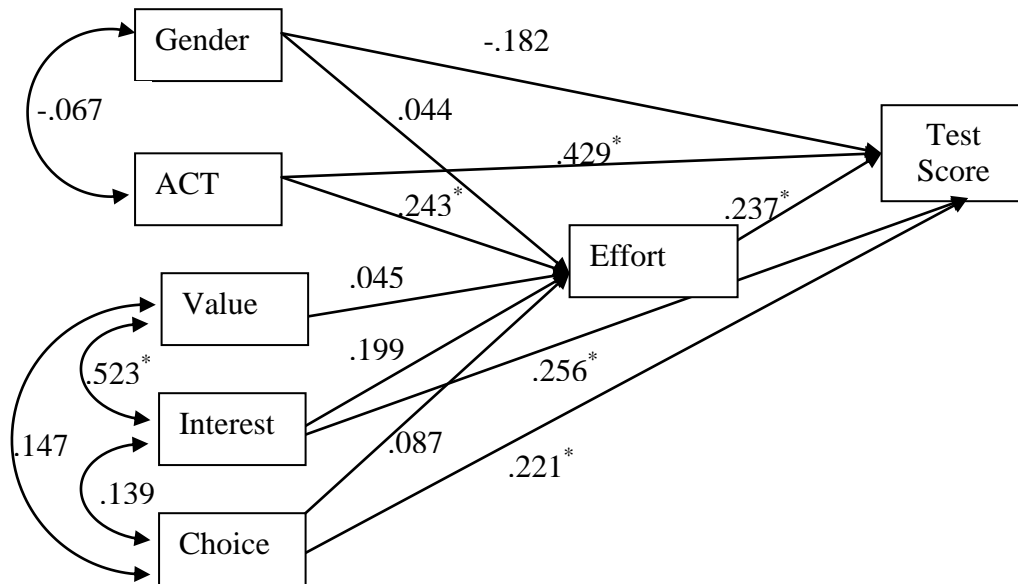 Gender
-.182
-.067
.044
Test
Score
.429*
ACT
.243*
.237*
Effort
Value
.045
.199
.523*
.256*
Interest
.087
.147
.221*
.139
Choice